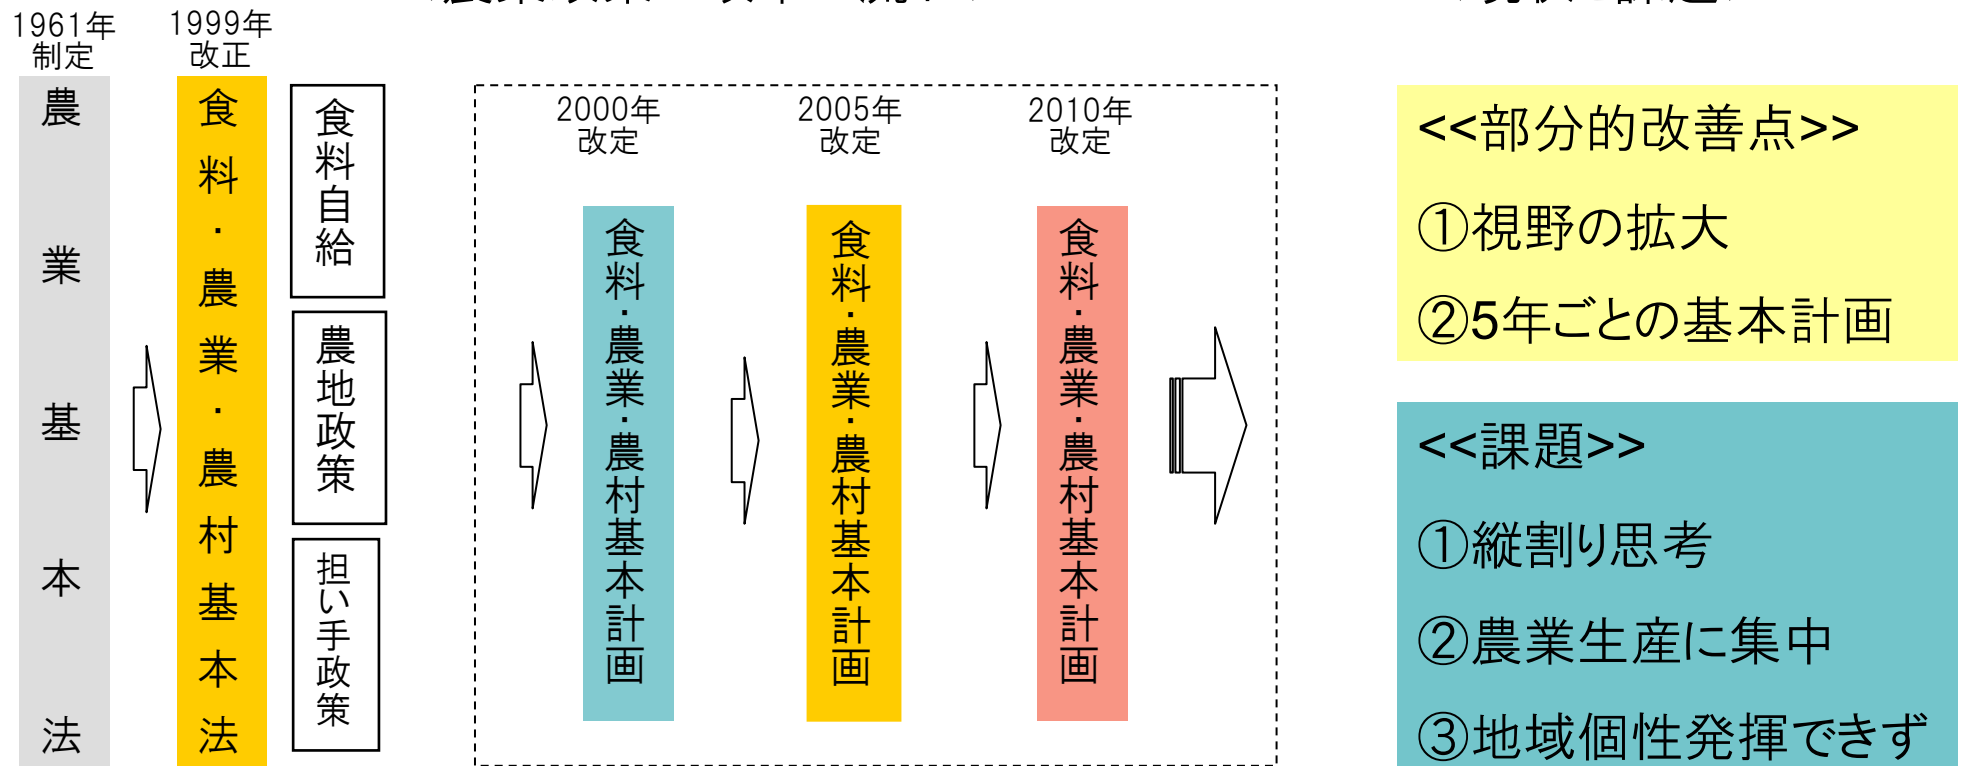 1961年
制定
農業基本法
1999年
改正
食料・農業・農村基本法
食料自給
農地政策
担い手政策
2000年
改定
食料・農業・農村基本計画
2005年
改定
食料・農業・農村基本計画
2010年
改定
食料・農業・農村基本計画
<<部分的改善点>>
①視野の拡大
②5年ごとの基本計画
<<課題>>
①縦割り思考
②農業生産に集中
③地域個性発揮できず